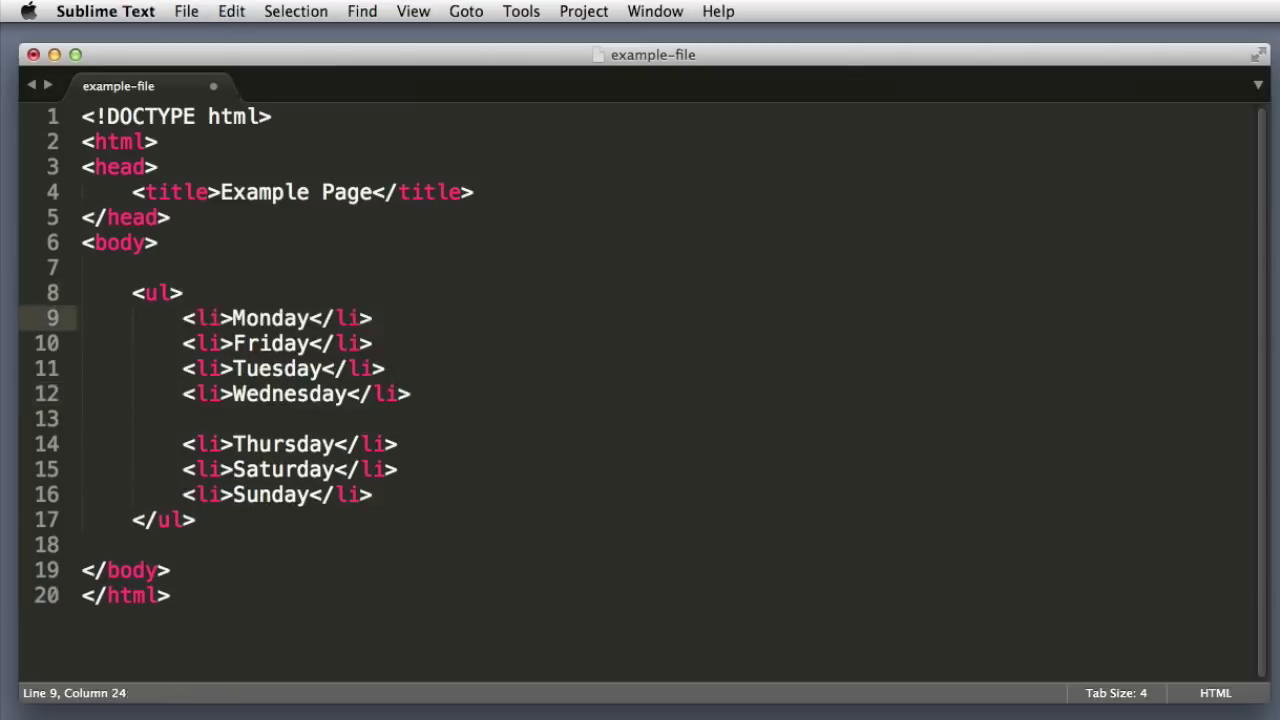 Sublime Text File Edit Selection Find View Goto Tools Project Window Help
example-file
example-file
1 <!DOCTYPE html>
2 <html>
3 <head>
4     <title>Example Page</title>
5 </head>
6 <body>
7
8     <ul>
9         <li>Monday</li>
10         <li>Friday</li>
11         <li>Tuesday</li>
12         <li>Wednesday</li>
13
14         <li>Thursday</li>
15         <li>Saturday</li>
16         <li>Sunday</li>
17     </ul>
18
19 </body>
20 </html>
Line 9, Column 24 Tab Size: 4 HTML